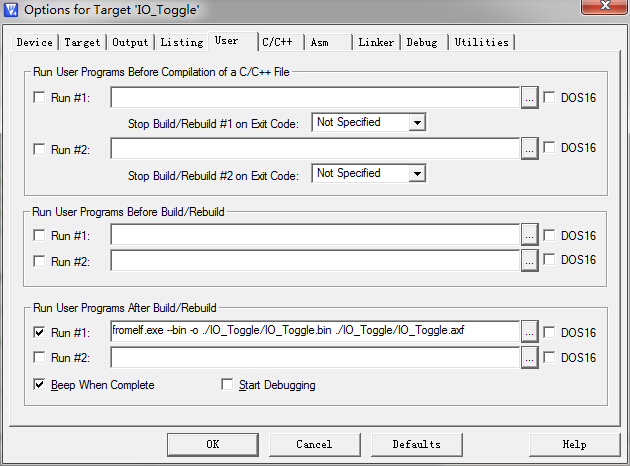 Options for Target 'IO_Toggle'
Device Target Output Listing User C/C++ Asm Linker Debug Utilities
Run User Programs Before Compilation of a C/C++ File
Run #1: ... DOS16
Stop Build/Rebuild #1 on Exit Code: Not Specified
Run #2: ... DOS16
Stop Build/Rebuild #2 on Exit Code: Not Specified
Run User Programs Before Build/Rebuild
Run #1: ... DOS16
Run #2: ... DOS16
Run User Programs After Build/Rebuild
Run #1: fromelf.exe --bin -o ./IO_Toggle/IO_Toggle.bin ./IO_Toggle/IO_Toggle.axf ... DOS16
Run #2: ... DOS16
Beep When Complete Start Debugging
OK Cancel Defaults Help